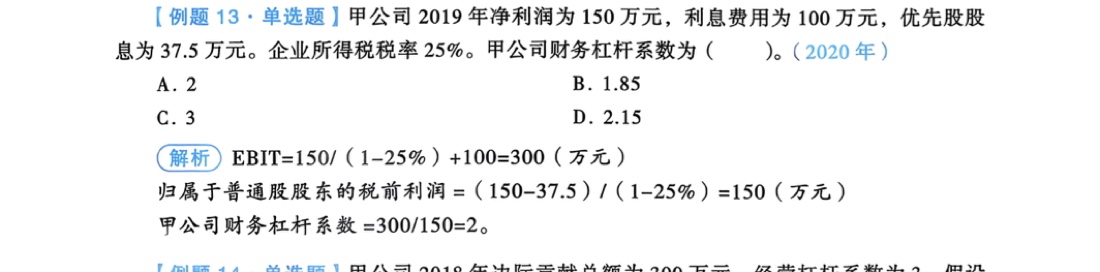 【例题 13·单选题】甲公司 2019 年净利润为 150 万元，利息费用为 100 万元，优先股股
息为 37.5 万元。企业所得税税率 25%。甲公司财务杠杆系数为（　　）。（2020 年）
A. 2　　B. 1.85
C. 3　　D. 2.15
解析 EBIT=150/（1-25%）+100=300（万元）
归属于普通股股东的税前利润 =（150-37.5）/（1-25%）=150（万元）
甲公司财务杠杆系数 =300/150=2。